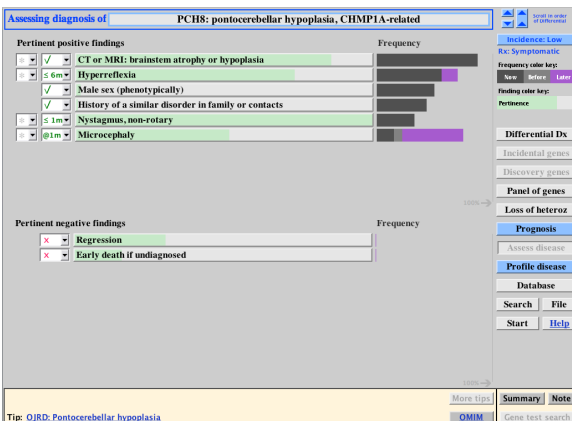 Assessing diagnosis of
PCH8: pontocerebellar hypoplasia, CHMP1A-related
Scroll in order
of Differential
Incidence: Low
Rx: Symptomatic
Frequency color key:
Now Before Later
Finding color key:
Pertinence
Pertinent positive findings Frequency
* √ CT or MRI: brainstem atrophy or hypoplasia
* ≤ 6m Hyperreflexia
√ Male sex (phenotypically)
√ History of a similar disorder in family or contacts
* ≤ 1m Nystagmus, non-rotary
* @1m Microcephaly
100%→
Pertinent negative findings Frequency
x Regression
x Early death if undiagnosed
100%→
Differential Dx
Incidental genes
Discovery genes
Panel of genes
Loss of heteroz
Prognosis
Assess disease
Profile disease
Database
Search File
Start Help
More tips Summary Note
Tip: OJRD: Pontocerebellar hypoplasia OMIM Gene test search